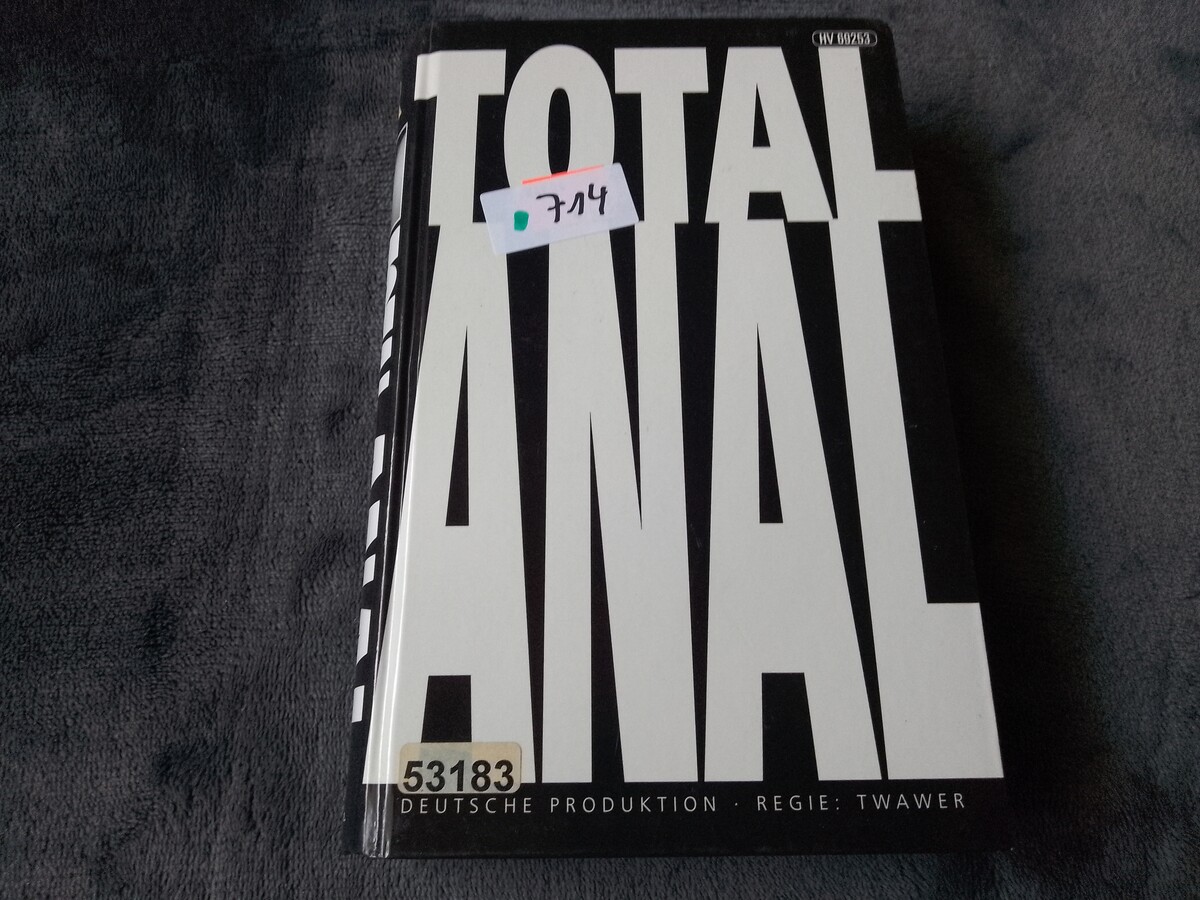 HV 69253
TOTAL
714
ANAL
53183
DEUTSCHE PRODUKTION · REGIE: TWAWER